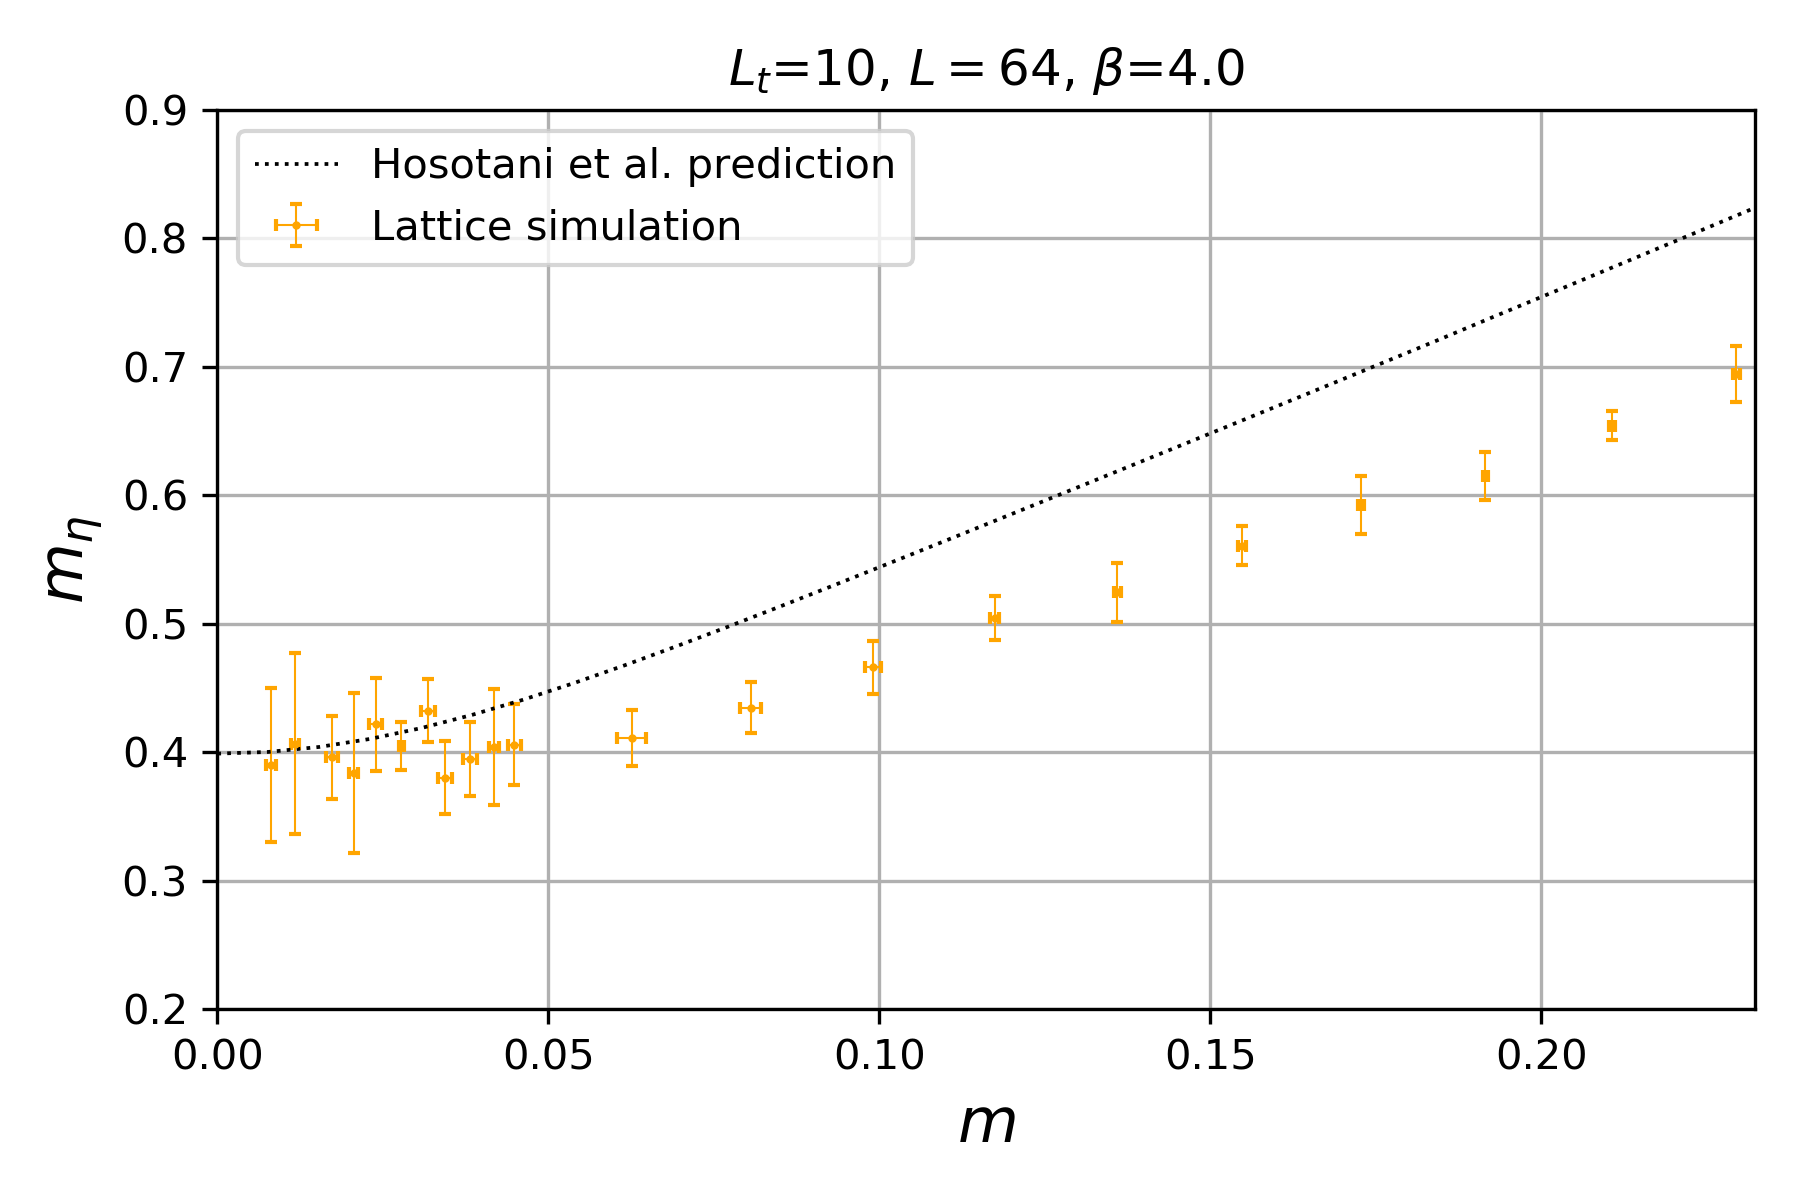 Lₜ=10, L = 64, β=4.0
0.9
0.8
0.7
0.6
0.5
0.4
0.3
0.2
Hosotani et al. prediction
Lattice simulation
m_η
0.00 0.05 0.10 0.15 0.20
m